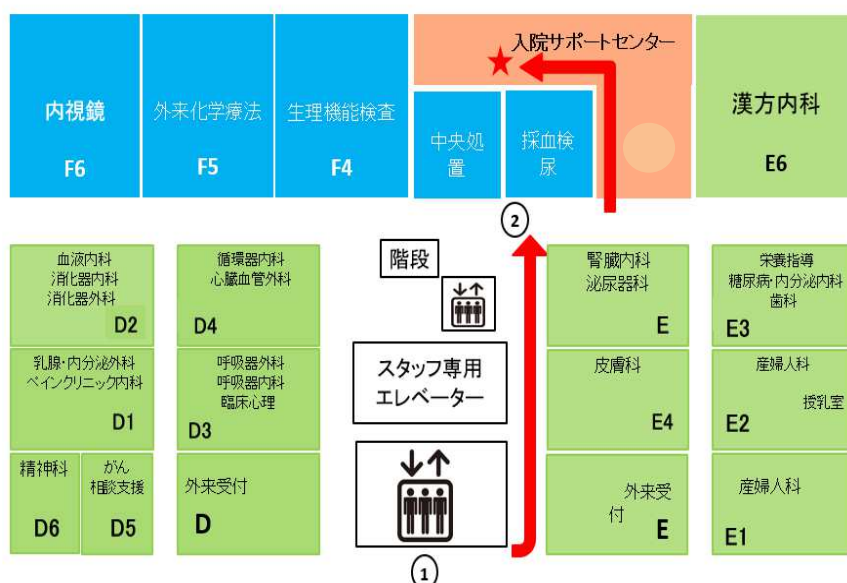 入院サポートセンター
内視鏡
F6
外来化学療法
F5
生理機能検査
F4
中央処
置
採血検
尿
漢方内科
E6
②
血液内科
消化器内科
消化器外科
D2
循環器内科
心臓血管外科
D4
階段
腎臓内科
泌尿器科
E
栄養指導
糖尿病・内分泌内科
歯科
E3
乳腺・内分泌外科
ペインクリニック内科
D1
呼吸器外科
呼吸器内科
臨床心理
D3
スタッフ専用
エレベーター
皮膚科
E4
産婦人科
授乳室
E2
精神科
D6
がん
相談支援
D5
外来受付
D
外来受
付
E
産婦人科
E1
①